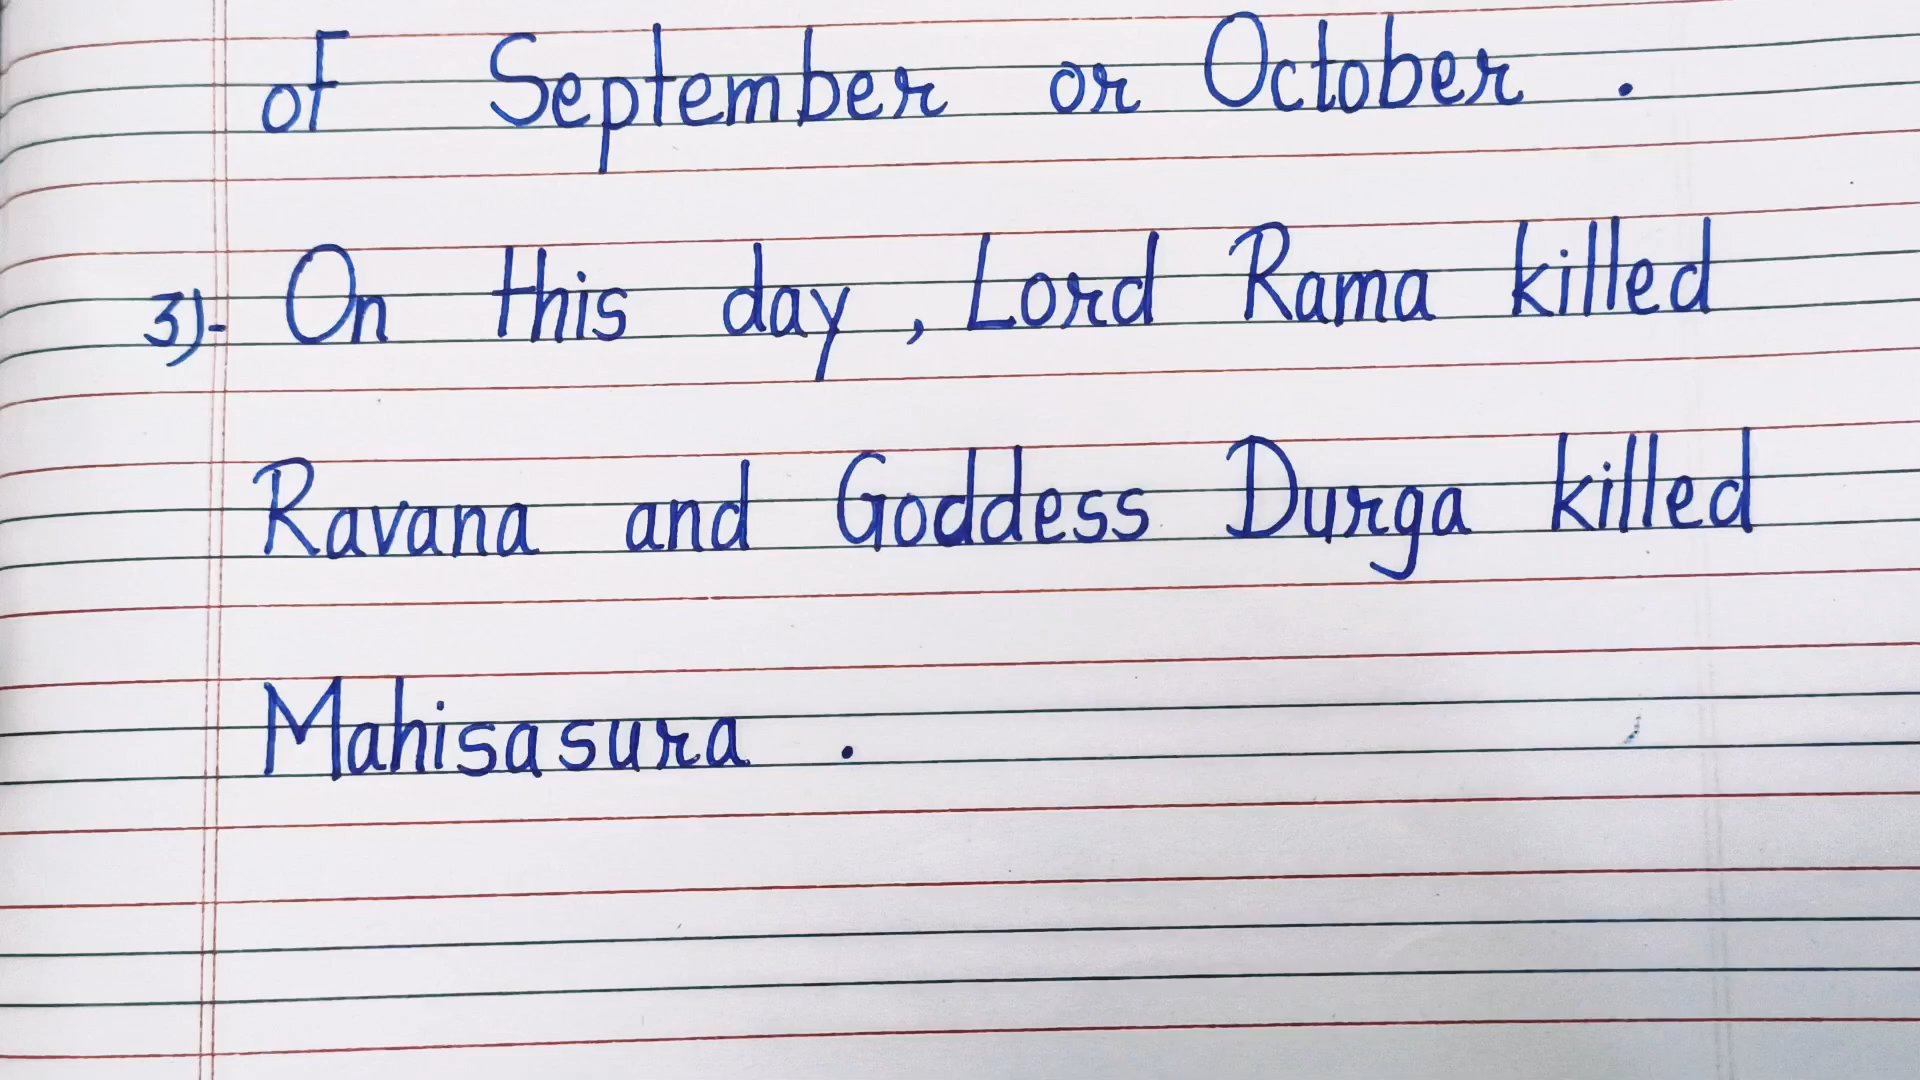 of September or October .
3)- On this day , Lord Rama killed
Ravana and Goddess Durga killed
Mahisasura .